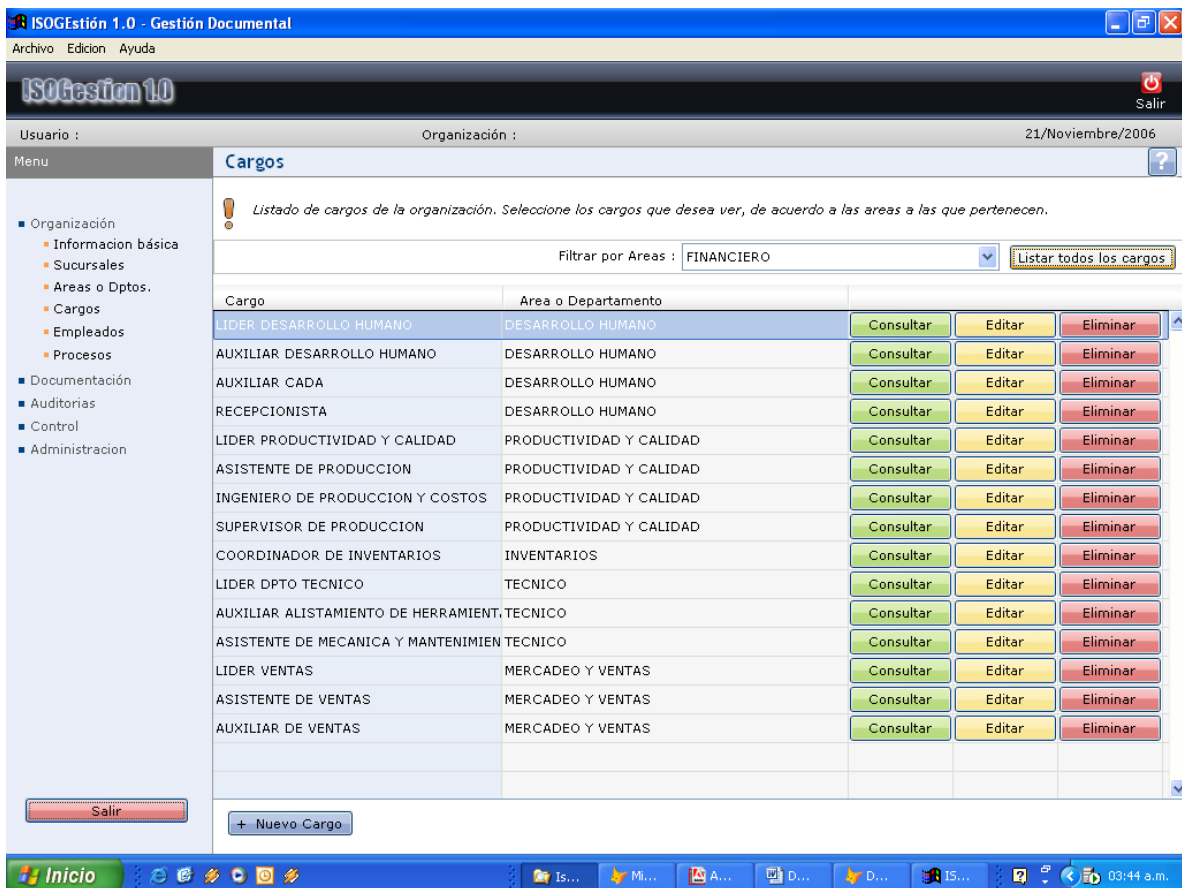 ISOGEstión 1.0 - Gestión Documental
Archivo Edicion Ayuda
ISOGestion 1.0
Salir
Usuario : Organización : 21/Noviembre/2006
Menu
Cargos
?
Listado de cargos de la organización. Seleccione los cargos que desea ver, de acuerdo a las areas a las que pertenecen.
Organización
Informacion básica
Sucursales
Areas o Dptos.
Cargos
Empleados
Procesos
Documentación
Auditorias
Control
Administracion
Filtrar por Areas : FINANCIERO Listar todos los cargos
Cargo Area o Departamento
LIDER DESARROLLO HUMANO DESARROLLO HUMANO Consultar Editar Eliminar
AUXILIAR DESARROLLO HUMANO DESARROLLO HUMANO Consultar Editar Eliminar
AUXILIAR CADA DESARROLLO HUMANO Consultar Editar Eliminar
RECEPCIONISTA DESARROLLO HUMANO Consultar Editar Eliminar
LIDER PRODUCTIVIDAD Y CALIDAD PRODUCTIVIDAD Y CALIDAD Consultar Editar Eliminar
ASISTENTE DE PRODUCCION PRODUCTIVIDAD Y CALIDAD Consultar Editar Eliminar
INGENIERO DE PRODUCCION Y COSTOS PRODUCTIVIDAD Y CALIDAD Consultar Editar Eliminar
SUPERVISOR DE PRODUCCION PRODUCTIVIDAD Y CALIDAD Consultar Editar Eliminar
COORDINADOR DE INVENTARIOS INVENTARIOS Consultar Editar Eliminar
LIDER DPTO TECNICO TECNICO Consultar Editar Eliminar
AUXILIAR ALISTAMIENTO DE HERRAMIENT TECNICO Consultar Editar Eliminar
ASISTENTE DE MECANICA Y MANTENIMIEN TECNICO Consultar Editar Eliminar
LIDER VENTAS MERCADEO Y VENTAS Consultar Editar Eliminar
ASISTENTE DE VENTAS MERCADEO Y VENTAS Consultar Editar Eliminar
AUXILIAR DE VENTAS MERCADEO Y VENTAS Consultar Editar Eliminar
Salir
+ Nuevo Cargo
Inicio Is... Mi... A... D... D... IS... 03:44 a.m.